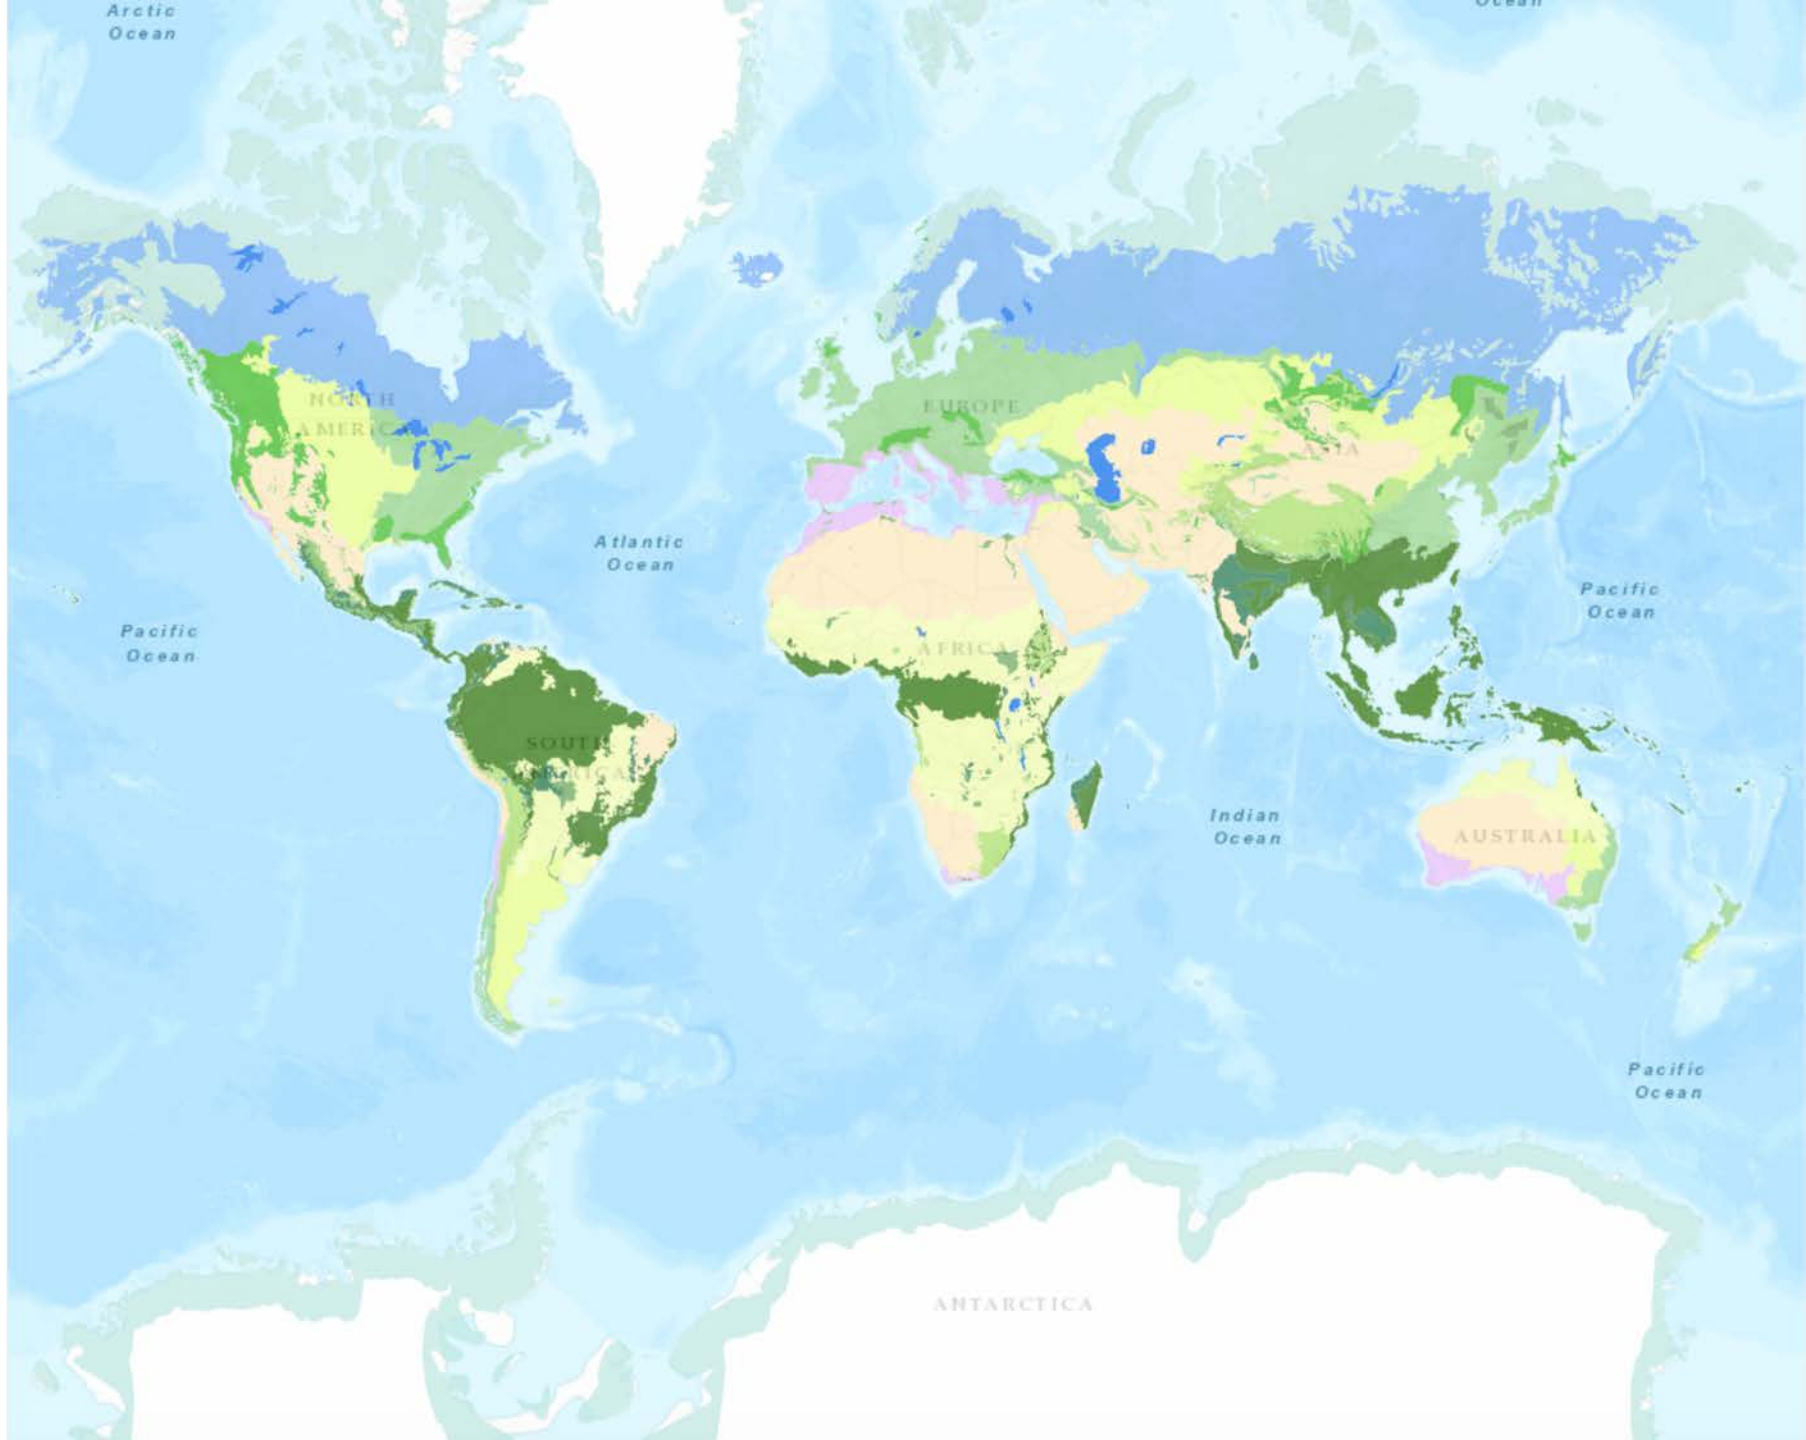 Arctic
Ocean
Ocean
NORTH
AMERICA
EUROPE
ASIA
Atlantic
Ocean
Pacific
Ocean
Pacific
Ocean
AFRICA
SOUTH
AMERICA
Indian
Ocean
AUSTRALIA
Pacific
Ocean
ANTARCTICA